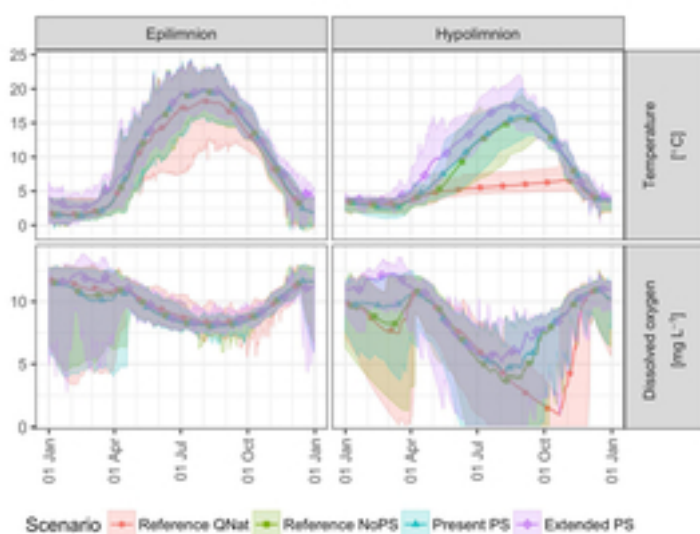 Epilimnion
Hypolimnion
25
20
15
10
5
0
Temperature
[°C]
10
5
0
Dissolved oxygen
[mg L⁻¹]
01 Jan
01 Apr
01 Jul
01 Oct
01 Jan
01 Jan
01 Apr
01 Jul
01 Oct
01 Jan
Scenario Reference QNat Reference NoPS Present PS Extended PS